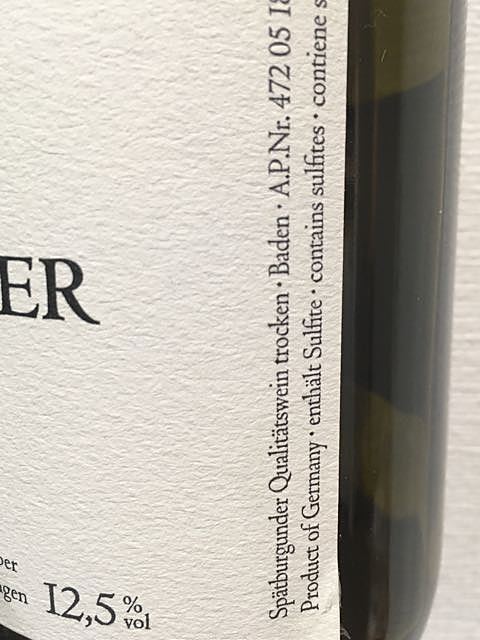 ER
Spätburgunder Qualitätswein trocken · Baden · A.P.Nr. 472 05 18
Product of Germany · enthält Sulfite · contains sulfites · contiene s
12,5 % vol